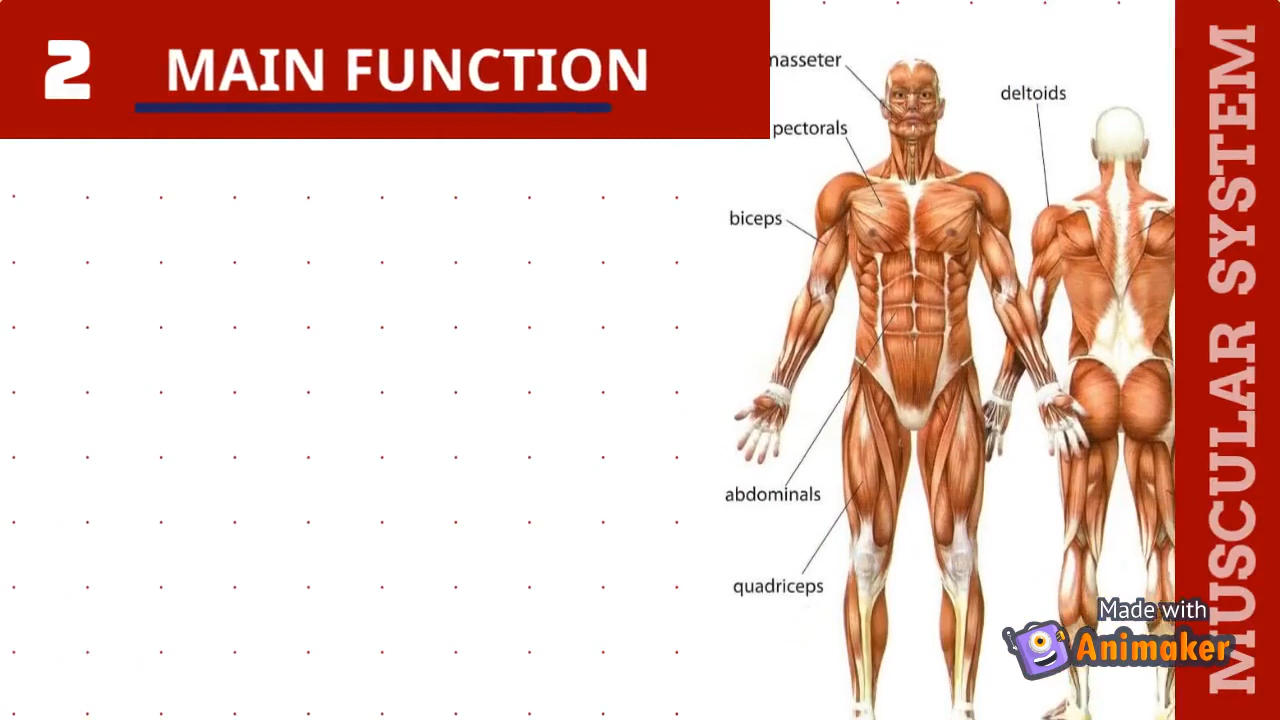 2 MAIN FUNCTION
masseter
deltoids
pectorals
biceps
abdominals
quadriceps
MUSCULAR SYSTEM
Made with
Animaker